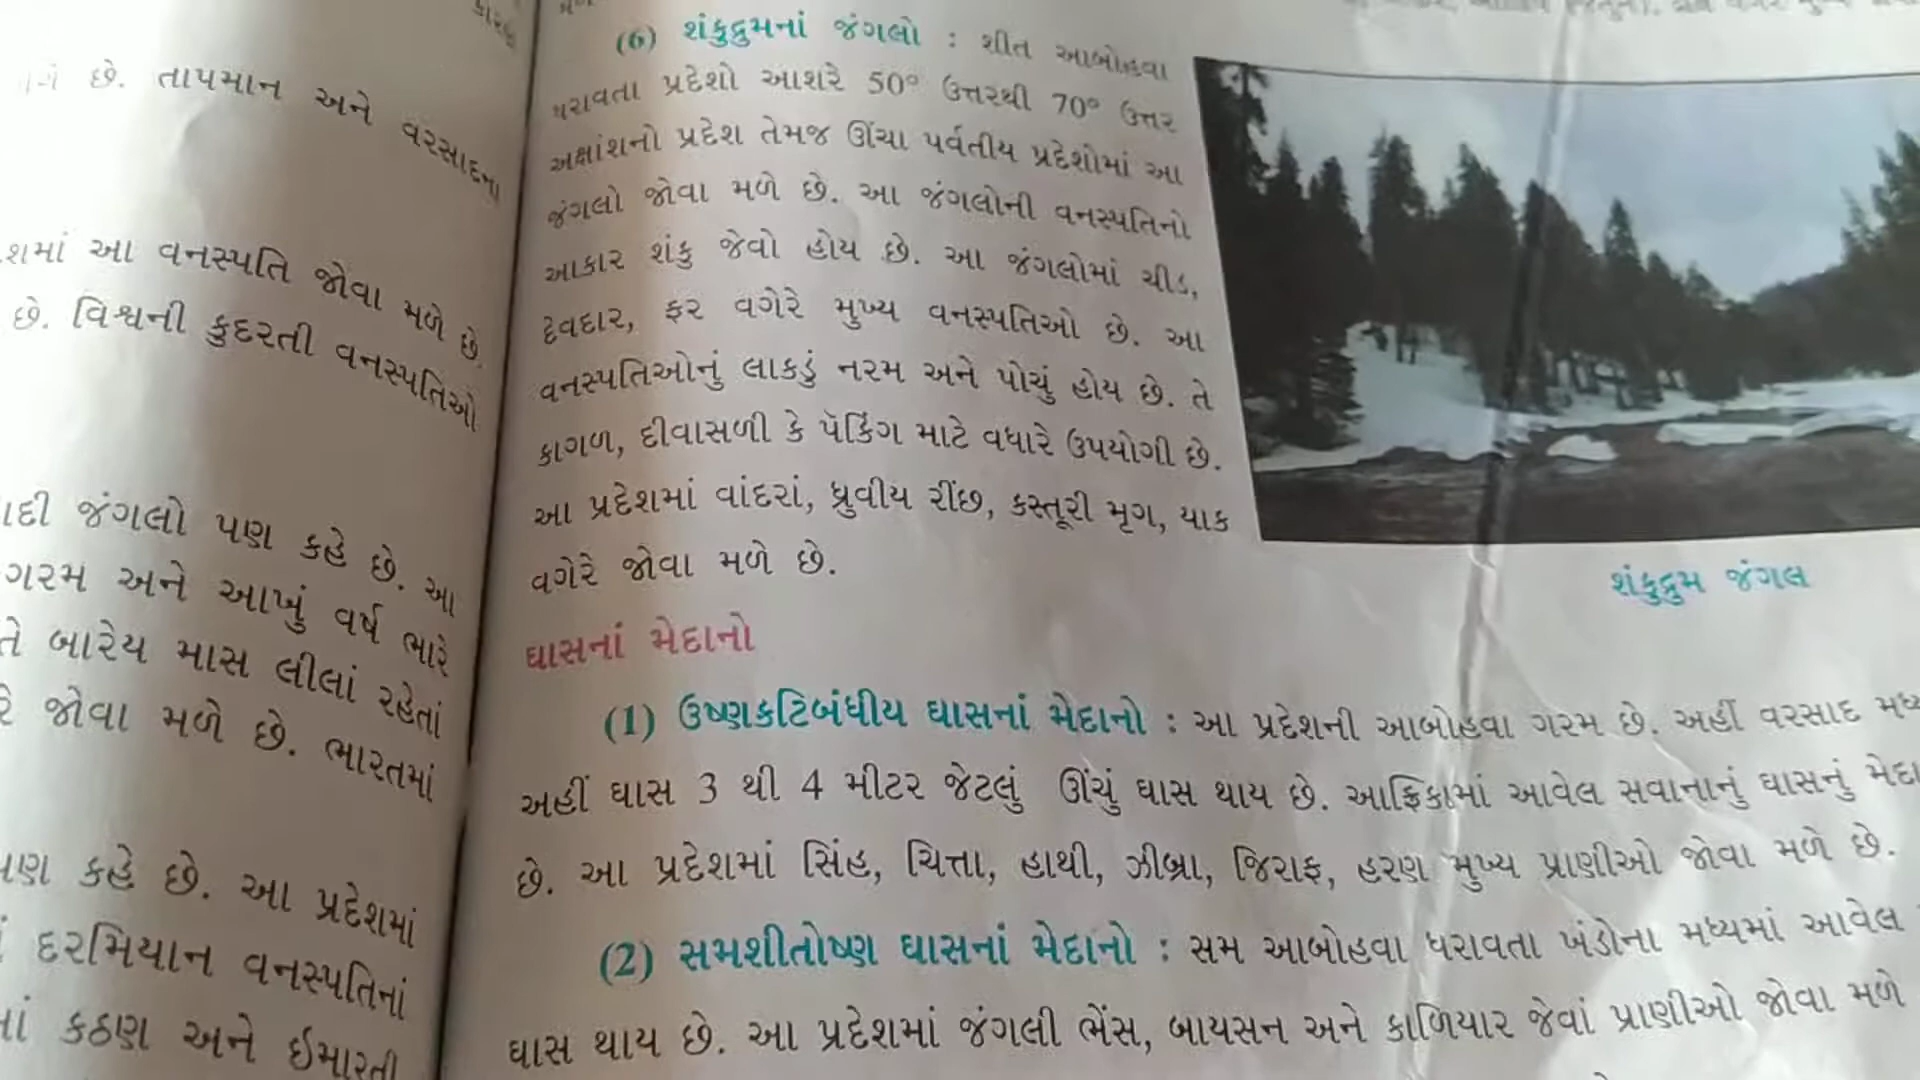 છે. તાપમાન અને વરસાદના
શમાં આ વનસ્પતિ જોવા મળે છે.
છે. વિશ્વની કુદરતી વનસ્પતિઓ
જંગલો પણ કહે છે. આ
ગરમ અને આખું વર્ષ ભારે
તે બારેય માસ લીલાં રહેતાં
રે જોવા મળે છે. ભારતમાં
પણ કહે છે. આ પ્રદેશમાં
દરમિયાન વનસ્પતિનાં
કઠણ અને ઈમારતી
(6) શંકુદ્રુમનાં જંગલો : શીત આબોહવા
ધરાવતા પ્રદેશો આશરે 50° ઉત્તરથી 70° ઉત્તર
અક્ષાંશનો પ્રદેશ તેમજ ઊંચા પર્વતીય પ્રદેશોમાં આ
જંગલો જોવા મળે છે. આ જંગલોની વનસ્પતિનો
આકાર શંકુ જેવો હોય છે. આ જંગલોમાં ચીડ,
દેવદાર, ફર વગેરે મુખ્ય વનસ્પતિઓ છે. આ
વનસ્પતિઓનું લાકડું નરમ અને પોચું હોય છે. તે
કાગળ, દીવાસળી કે પૅકિંગ માટે વધારે ઉપયોગી છે.
આ પ્રદેશમાં વાંદરાં, ધ્રુવીય રીંછ, કસ્તૂરી મૃગ, યાક
વગેરે જોવા મળે છે.
શંકુદ્રુમ જંગલ
ઘાસનાં મેદાનો
(1) ઉષ્ણકટિબંધીય ઘાસનાં મેદાનો : આ પ્રદેશની આબોહવા ગરમ છે. અહીં વરસાદ મધ્ય
અહીં ઘાસ 3 થી 4 મીટર જેટલું ઊંચું ઘાસ થાય છે. આફ્રિકામાં આવેલ સવાનાનું ઘાસનું મેદા
છે. આ પ્રદેશમાં સિંહ, ચિત્તા, હાથી, ઝીબ્રા, જિરાફ, હરણ મુખ્ય પ્રાણીઓ જોવા મળે છે.
(2) સમશીતોષ્ણ ઘાસનાં મેદાનો : સમ આબોહવા ધરાવતા ખંડોના મધ્યમાં આવેલ
ઘાસ થાય છે. આ પ્રદેશમાં જંગલી ભેંસ, બાયસન અને કાળિયાર જેવાં પ્રાણીઓ જોવા મળે